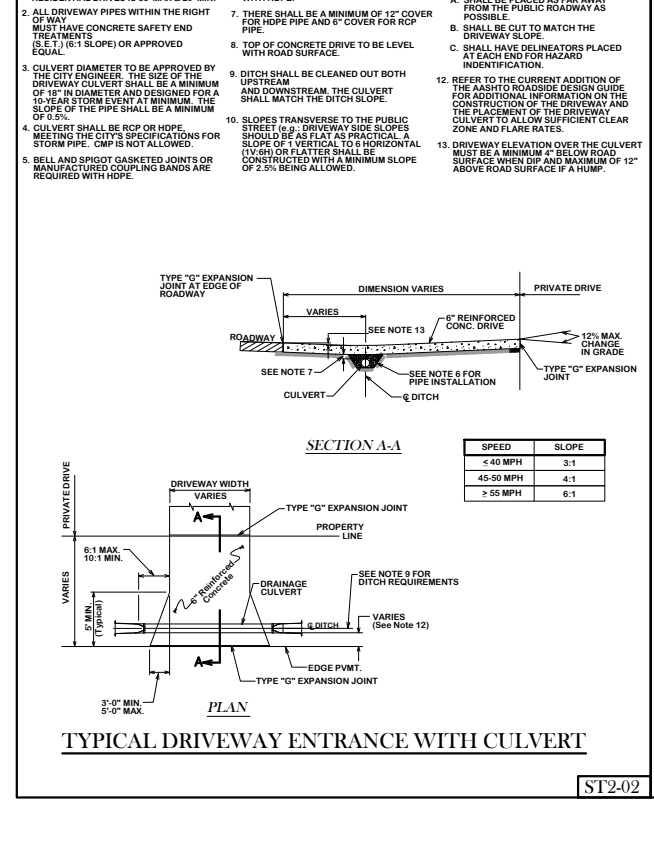 2. ALL DRIVEWAY PIPES WITHIN THE RIGHT
OF WAY
MUST HAVE CONCRETE SAFETY END
TREATMENTS
(S.E.T.) (6:1 SLOPE) OR APPROVED
EQUAL.
3. CULVERT DIAMETER TO BE APPROVED BY
THE CITY ENGINEER. THE SIZE OF THE
DRIVEWAY CULVERT SHALL BE A MINIMUM
OF 18" IN DIAMETER AND DESIGNED FOR A
10-YEAR STORM EVENT AT MINIMUM. THE
SLOPE OF THE PIPE SHALL BE A MINIMUM
OF 0.5%.
4. CULVERT SHALL BE RCP OR HDPE,
MEETING THE CITY'S SPECIFICATIONS FOR
STORM PIPE. CMP IS NOT ALLOWED.
5. BELL AND SPIGOT GASKETED JOINTS OR
MANUFACTURED COUPLING BANDS ARE
REQUIRED WITH HDPE.
7. THERE SHALL BE A MINIMUM OF 12" COVER
FOR HDPE PIPE AND 6" COVER FOR RCP
PIPE.
8. TOP OF CONCRETE DRIVE TO BE LEVEL
WITH ROAD SURFACE.
9. DITCH SHALL BE CLEANED OUT BOTH
UPSTREAM
AND DOWNSTREAM. THE CULVERT
SHALL MATCH THE DITCH SLOPE.
10. SLOPES TRANSVERSE TO THE PUBLIC
STREET (e.g.: DRIVEWAY SIDE SLOPES
SHOULD BE AS FLAT AS PRACTICAL. A
SLOPE OF 1 VERTICAL TO 6 HORIZONTAL
(1V:6H) OR FLATTER SHALL BE
CONSTRUCTED WITH A MINIMUM SLOPE
OF 2.5% BEING ALLOWED.
A. SHALL BE PLACED AS FAR AWAY
FROM THE PUBLIC ROADWAY AS
POSSIBLE.
B. SHALL BE CUT TO MATCH THE
DRIVEWAY SLOPE.
C. SHALL HAVE DELINEATORS PLACED
AT EACH END FOR HAZARD
INDENTIFICATION.
12. REFER TO THE CURRENT ADDITION OF
THE AASHTO ROADSIDE DESIGN GUIDE
FOR ADDITIONAL INFORMATION ON THE
CONSTRUCTION OF THE DRIVEWAY AND
THE PLACEMENT OF THE DRIVEWAY
CULVERT TO ALLOW SUFFICIENT CLEAR
ZONE AND FLARE RATES.
13. DRIVEWAY ELEVATION OVER THE CULVERT
MUST BE A MINIMUM 4" BELOW ROAD
SURFACE WHEN DIP AND MAXIMUM OF 12"
ABOVE ROAD SURFACE IF A HUMP.
TYPE "G" EXPANSION
JOINT AT EDGE OF
ROADWAY
DIMENSION VARIES
PRIVATE DRIVE
VARIES
6" REINFORCED
CONC. DRIVE
SEE NOTE 13
ROADWAY
12% MAX.
CHANGE
IN GRADE
SEE NOTE 7
SEE NOTE 6 FOR
PIPE INSTALLATION
TYPE "G" EXPANSION
JOINT
CULVERT
℄ DITCH
SECTION A-A
SPEED SLOPE
≤ 40 MPH 3:1
45-50 MPH 4:1
≥ 55 MPH 6:1
PRIVATE DRIVE
DRIVEWAY WIDTH
VARIES
A
TYPE "G" EXPANSION JOINT
PROPERTY
LINE
6:1 MAX.
10:1 MIN.
VARIES
5' MIN.
(Typical)
6" Reinforced
Concrete
DRAINAGE
CULVERT
SEE NOTE 9 FOR
DITCH REQUIREMENTS
℄ DITCH
VARIES
(See Note 12)
A
EDGE PVMT.
TYPE "G" EXPANSION JOINT
3'-0" MIN.
5'-0" MAX.
PLAN
TYPICAL DRIVEWAY ENTRANCE WITH CULVERT
ST2-02